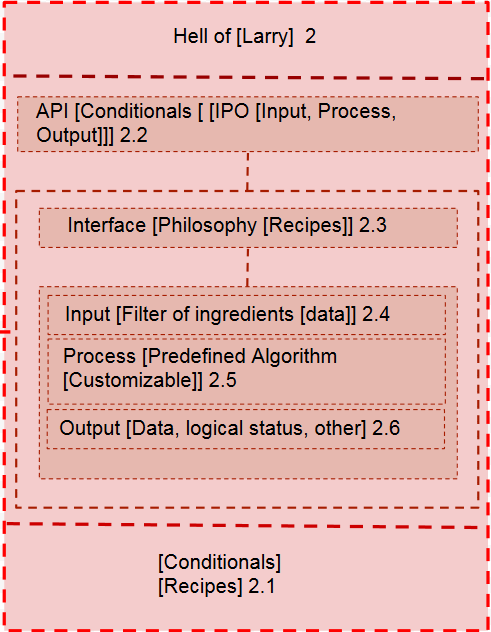 Hell of [Larry]  2
API [Conditionals [ [IPO [Input, Process,
Output]]] 2.2
Interface [Philosophy [Recipes]] 2.3
Input [Filter of ingredients [data]] 2.4
Process [Predefined Algorithm
[Customizable]] 2.5
Output [Data, logical status, other] 2.6
[Conditionals]
[Recipes] 2.1